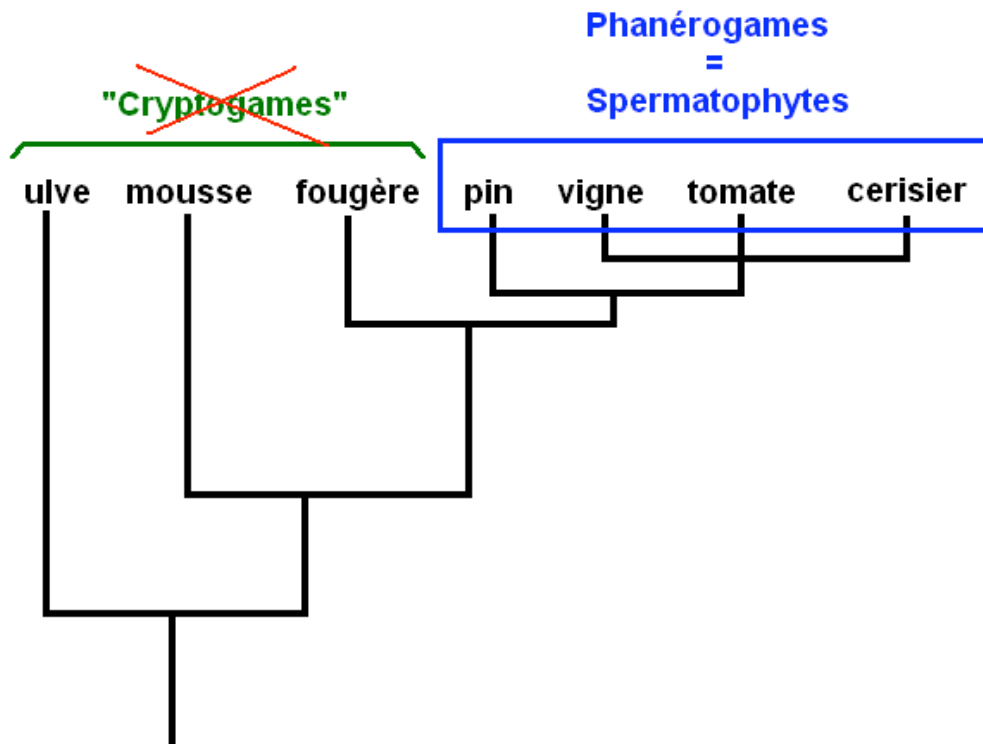 Phanérogames
=
Spermatophytes
"Cryptogames"
ulve mousse fougère pin vigne tomate cerisier